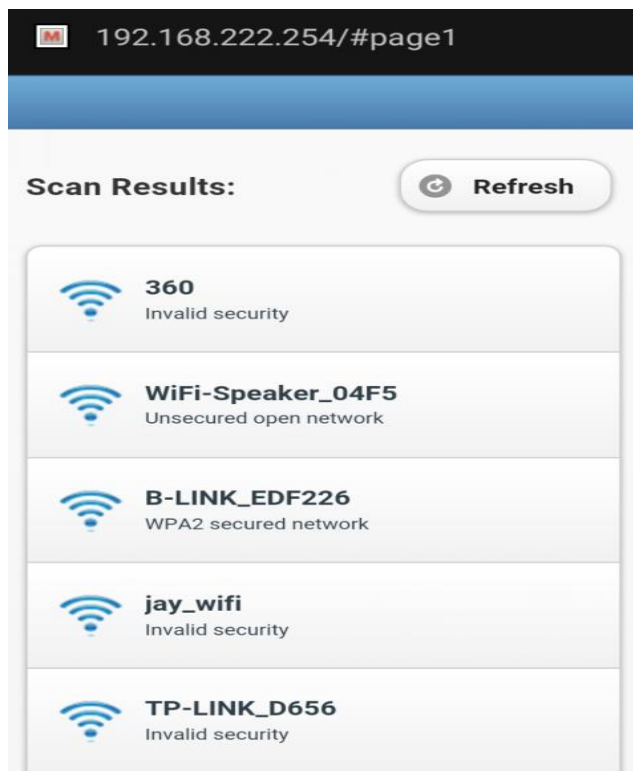 M 192.168.222.254/#page1
Scan Results:
Refresh
360
Invalid security
WiFi-Speaker_04F5
Unsecured open network
B-LINK_EDF226
WPA2 secured network
jay_wifi
Invalid security
TP-LINK_D656
Invalid security